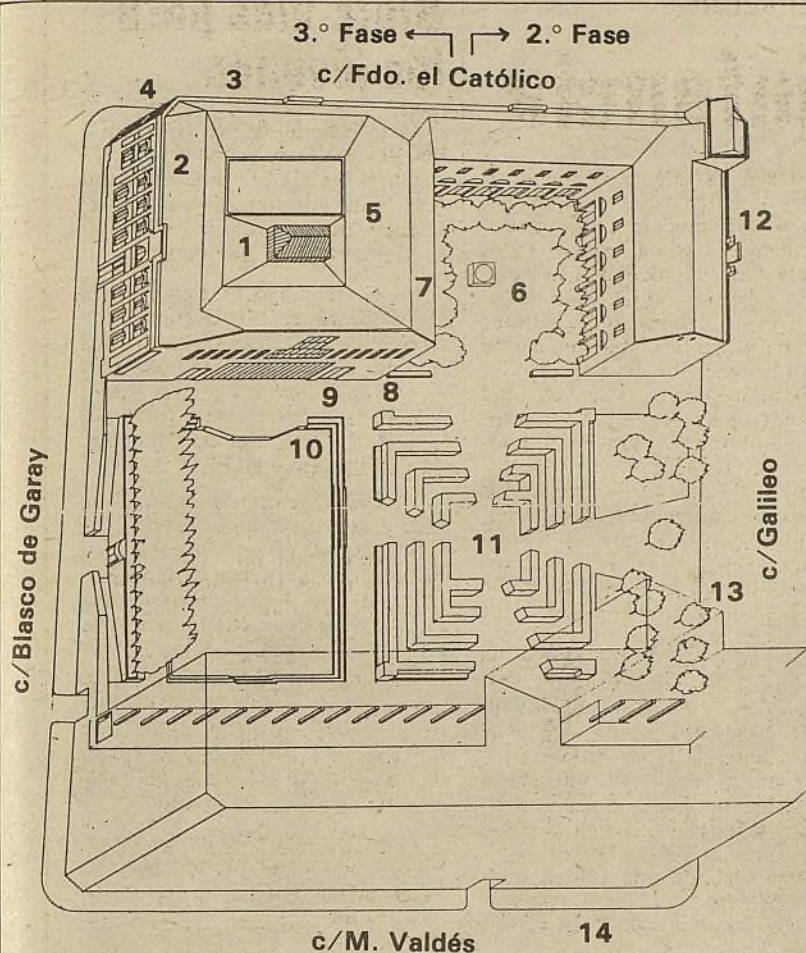 3.° Fase ← → 2.° Fase
c/Fdo. el Católico
4
3
2
5
1
12
7
6
9
8
10
c/Blasco de Garay
11
c/Galileo
13
c/M. Valdés
14